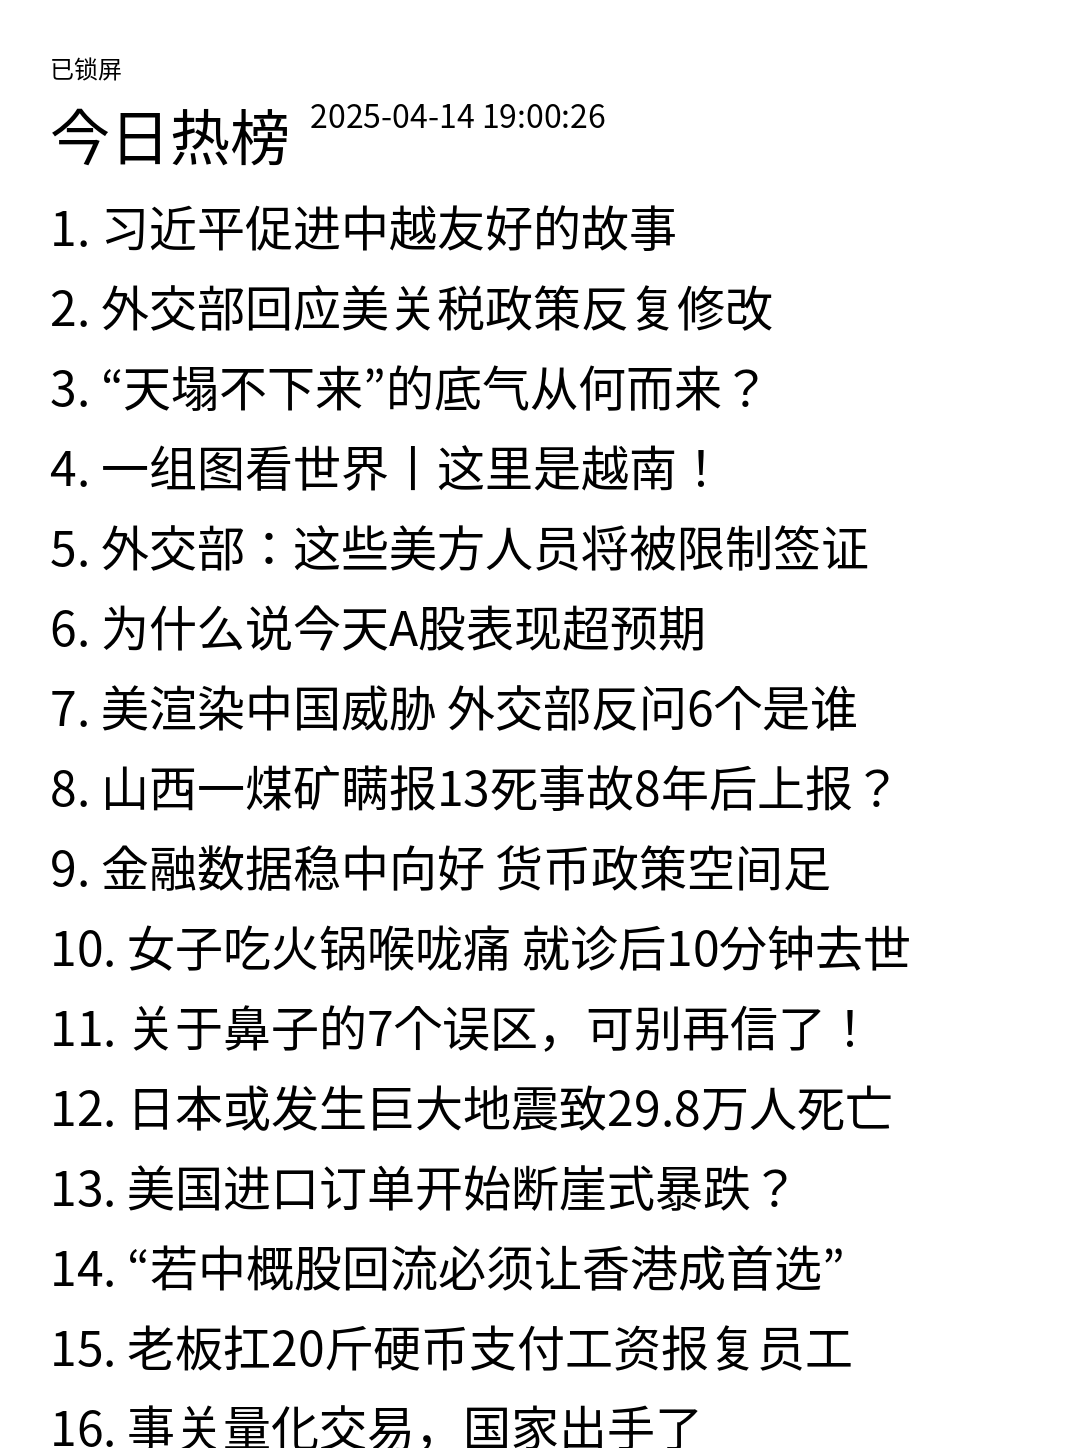 已锁屏
今日热榜 2025-04-14 19:00:26
1. 习近平促进中越友好的故事
2. 外交部回应美关税政策反复修改
3. “天塌不下来”的底气从何而来？
4. 一组图看世界丨这里是越南！
5. 外交部：这些美方人员将被限制签证
6. 为什么说今天A股表现超预期
7. 美渲染中国威胁 外交部反问6个是谁
8. 山西一煤矿瞒报13死事故8年后上报？
9. 金融数据稳中向好 货币政策空间足
10. 女子吃火锅喉咙痛 就诊后10分钟去世
11. 关于鼻子的7个误区，可别再信了！
12. 日本或发生巨大地震致29.8万人死亡
13. 美国进口订单开始断崖式暴跌？
14. “若中概股回流必须让香港成首选”
15. 老板扛20斤硬币支付工资报复员工
16. 事关量化交易，国家出手了